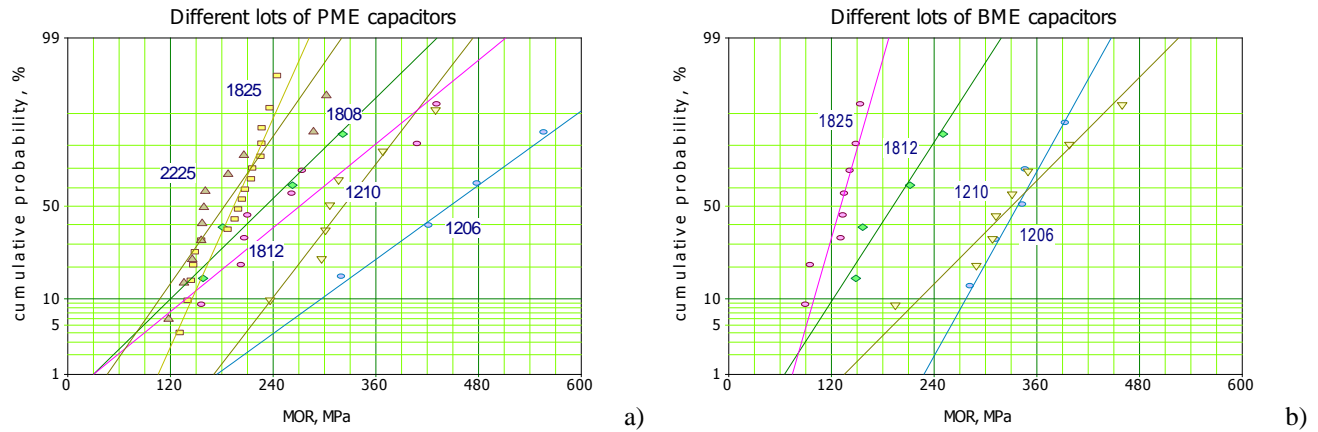 Different lots of PME capacitors
cumulative probability, %
99
50
10
5
1
0 120 240 360 480 600
MOR, MPa
1825
1808
2225
1210
1812
1206
a)
Different lots of BME capacitors
cumulative probability, %
99
50
10
5
1
0 120 240 360 480 600
MOR, MPa
1825
1812
1210
1206
b)